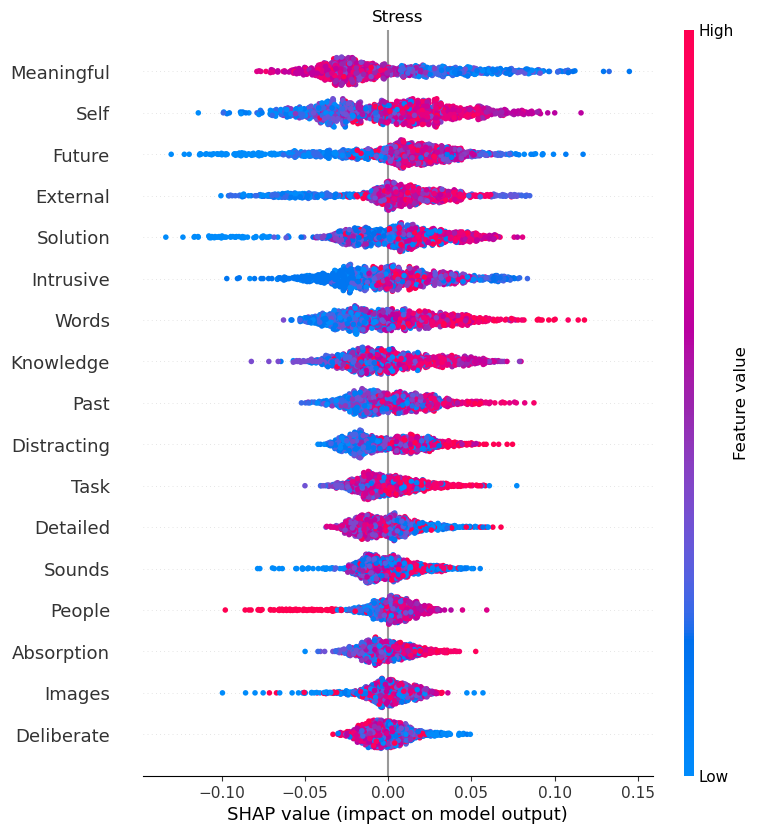 Stress
High
Meaningful
Self
Future
External
Solution
Intrusive
Words
Knowledge
Past
Distracting
Task
Detailed
Sounds
People
Absorption
Images
Deliberate
Feature value
Low
−0.10 −0.05 0.00 0.05 0.10 0.15
SHAP value (impact on model output)